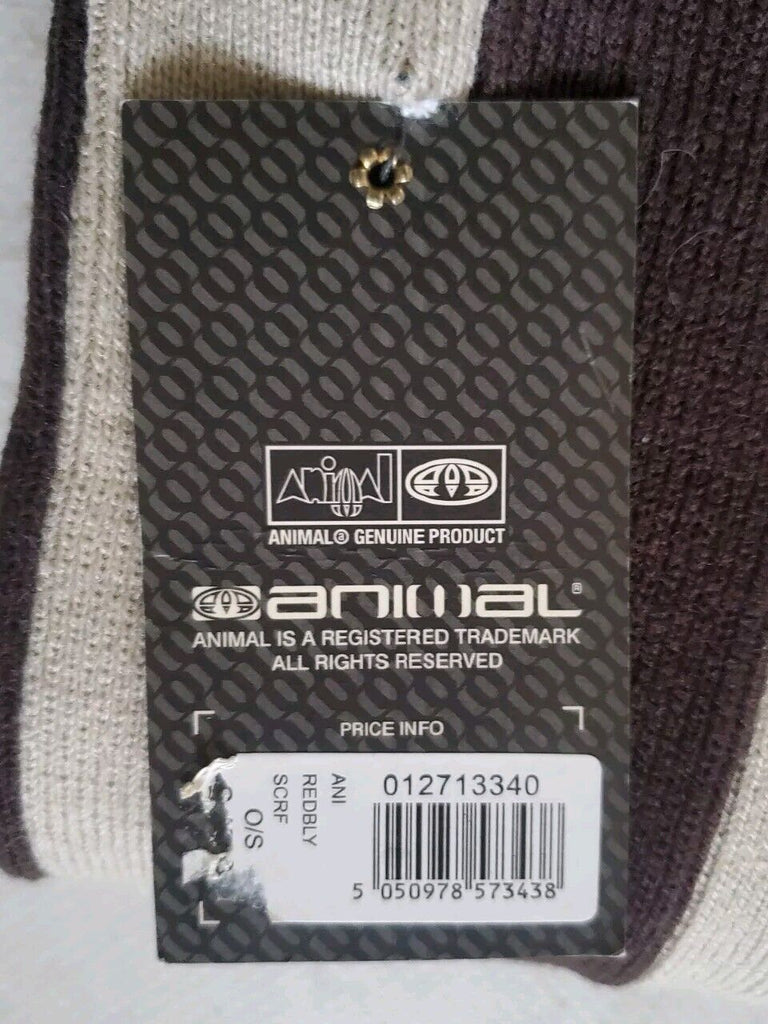 animal
ANIMAL® GENUINE PRODUCT
animal®
ANIMAL IS A REGISTERED TRADEMARK
ALL RIGHTS RESERVED
PRICE INFO
012713340
5 050978 573438
ANI
REDBLY
SCRF
O/S